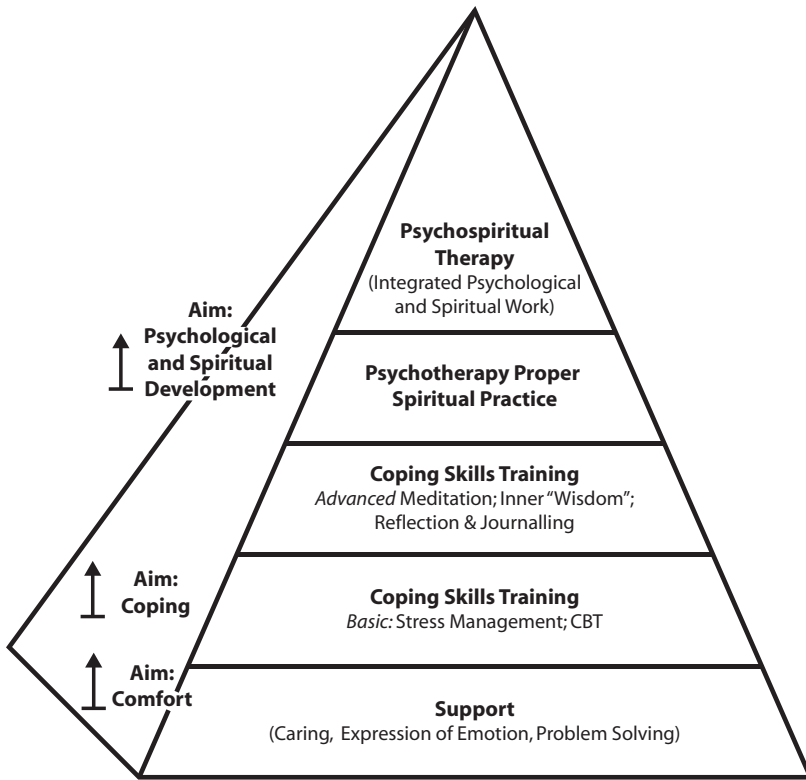 Psychospiritual
Therapy
(Integrated Psychological
and Spiritual Work)
Aim:
Psychological
and Spiritual
Development
Psychotherapy Proper
Spiritual Practice
Coping Skills Training
Advanced Meditation; Inner “Wisdom”;
Reflection & Journalling
Aim:
Coping
Coping Skills Training
Basic: Stress Management; CBT
Aim:
Comfort
Support
(Caring, Expression of Emotion, Problem Solving)